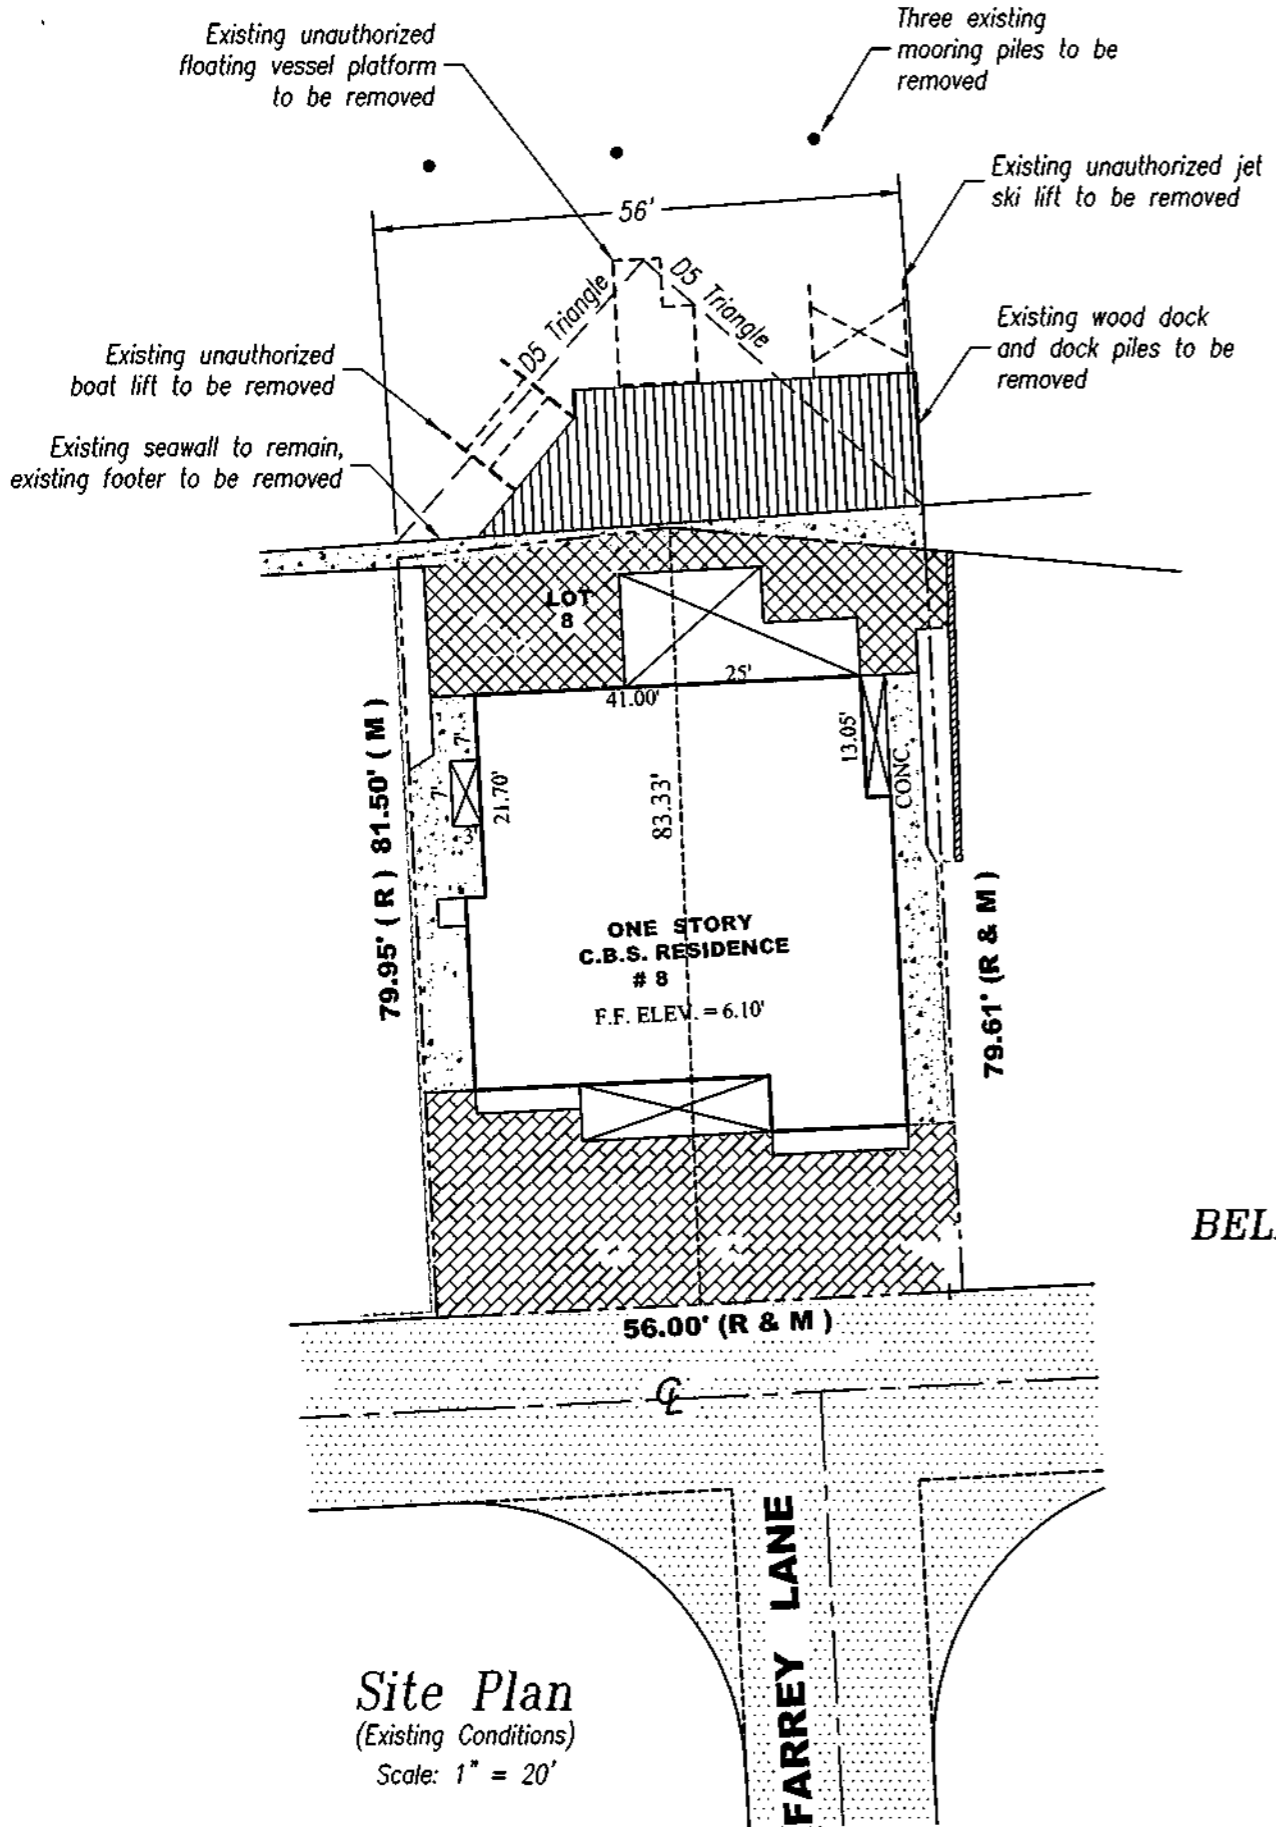 Existing unauthorized
floating vessel platform
to be removed
Three existing
mooring piles to be
removed
Existing unauthorized jet
ski lift to be removed
56'
D5 Triangle
D5 Triangle
Existing wood dock
and dock piles to be
removed
Existing unauthorized
boat lift to be removed
Existing seawall to remain,
existing footer to be removed
LOT
8
25'
41.00'
13.05'
CONC.
7'
7'
3'
21.70'
83.33'
79.95' ( R ) 81.50' ( M )
79.61' (R & M )
ONE STORY
C.B.S. RESIDENCE
# 8
F.F. ELEV. = 6.10'
56.00' (R & M )
CL
FARREY LANE
Site Plan
(Existing Conditions)
Scale: 1" = 20'